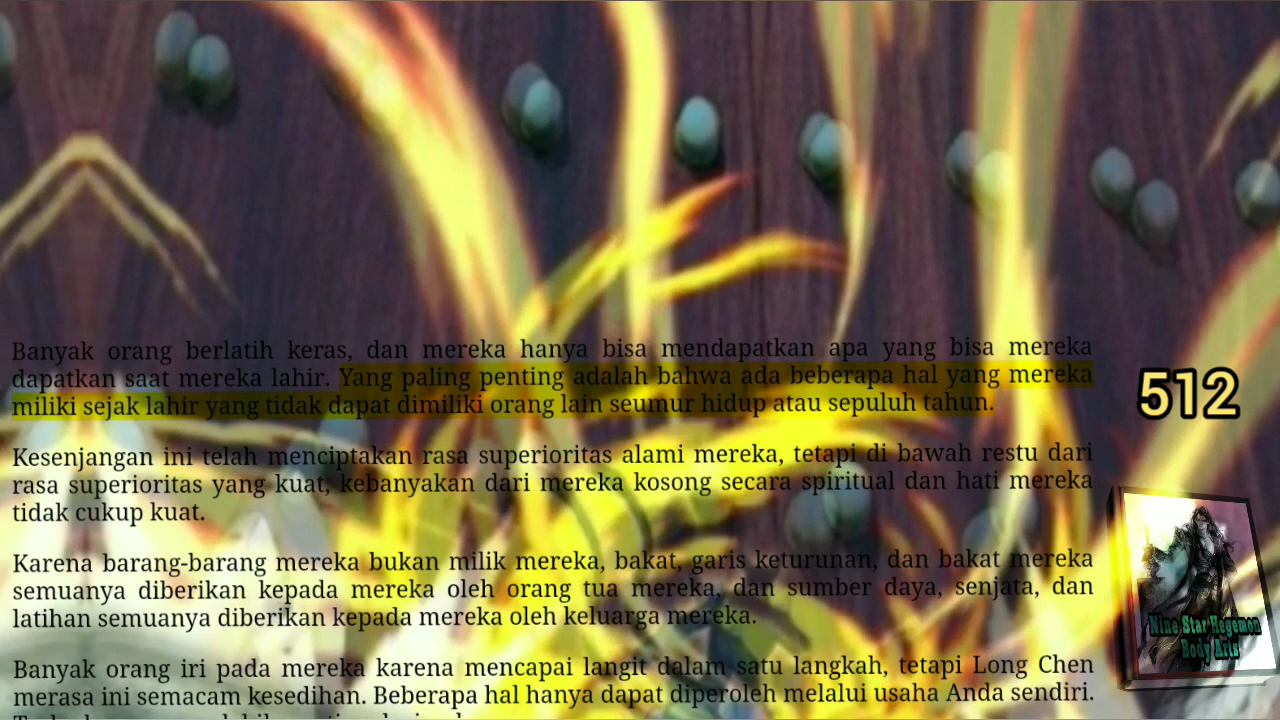 Banyak orang berlatih keras, dan mereka hanya bisa mendapatkan apa yang bisa mereka
dapatkan saat mereka lahir. Yang paling penting adalah bahwa ada beberapa hal yang mereka
miliki sejak lahir yang tidak dapat dimiliki orang lain seumur hidup atau sepuluh tahun.
512
Kesenjangan ini telah menciptakan rasa superioritas alami mereka, tetapi di bawah restu dari
rasa superioritas yang kuat, kebanyakan dari mereka kosong secara spiritual dan hati mereka
tidak cukup kuat.
Karena barang-barang mereka bukan milik mereka, bakat, garis keturunan, dan bakat mereka
semuanya diberikan kepada mereka oleh orang tua mereka, dan sumber daya, senjata, dan
latihan semuanya diberikan kepada mereka oleh keluarga mereka.
Nine Star Hegemon
Body Arts
Banyak orang iri pada mereka karena mencapai langit dalam satu langkah, tetapi Long Chen
merasa ini semacam kesedihan. Beberapa hal hanya dapat diperoleh melalui usaha Anda sendiri.